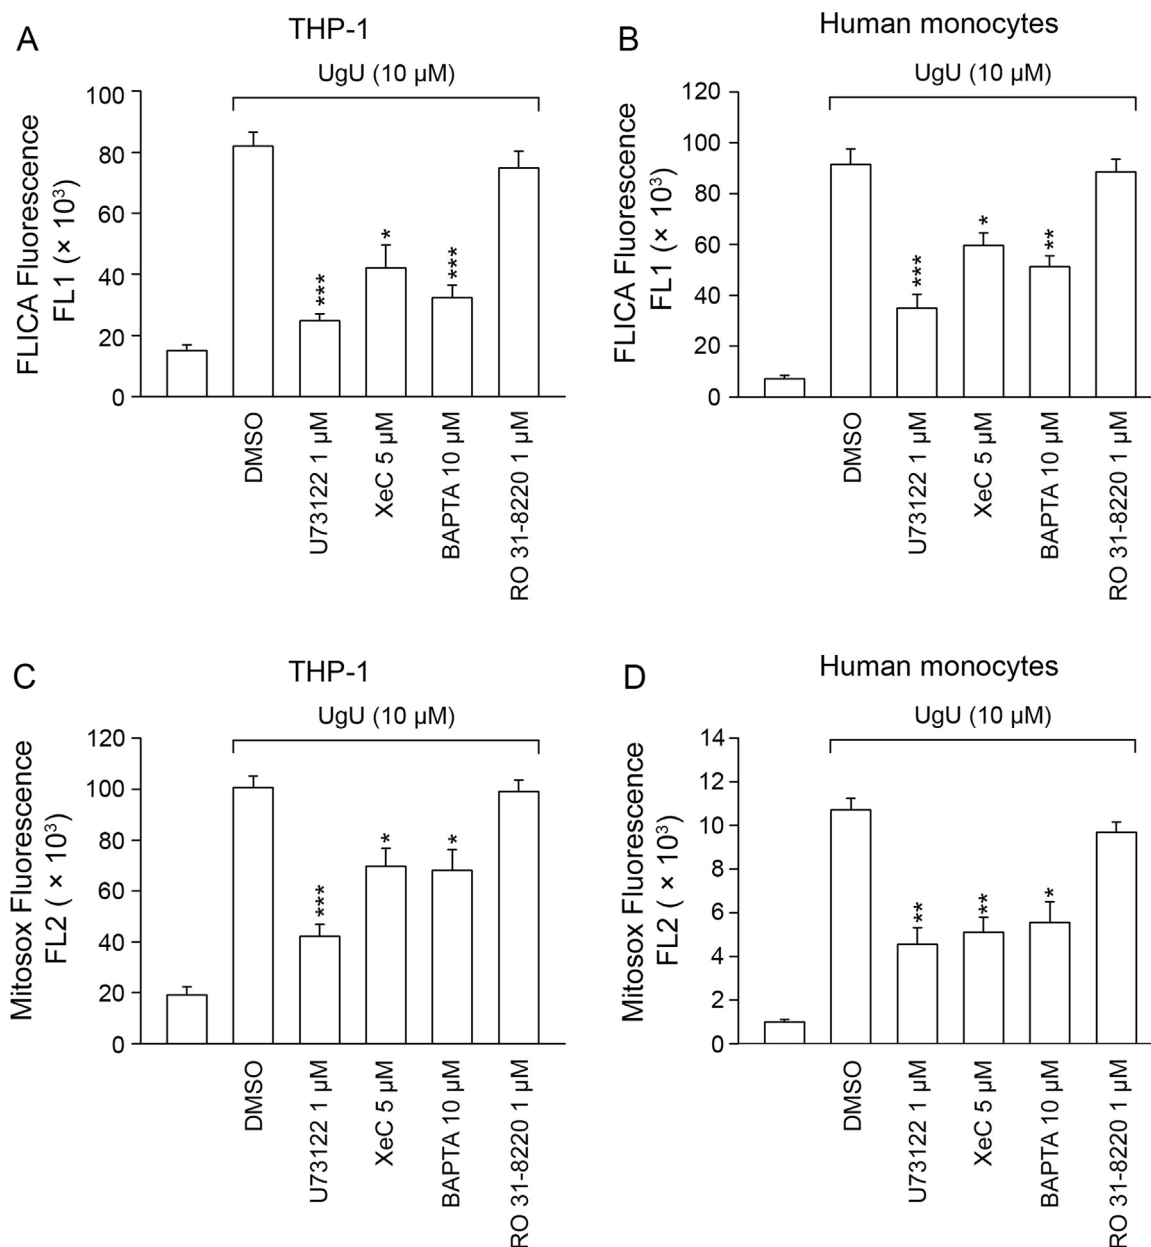 A
THP-1
UgU (10 µM)
FLICA Fluorescence
FL1 (× 10³)
100
80
60
40
20
0
***
*
***
DMSO
U73122 1 µM
XeC 5 µM
BAPTA 10 µM
RO 31-8220 1 µM
B
Human monocytes
UgU (10 µM)
FLICA Fluorescence
FL1 (× 10³)
120
100
80
60
40
20
0
***
*
**
DMSO
U73122 1 µM
XeC 5 µM
BAPTA 10 µM
RO 31-8220 1 µM
C
THP-1
UgU (10 µM)
Mitosox Fluorescence
FL2 ( × 10³)
120
100
80
60
40
20
0
***
*
*
DMSO
U73122 1 µM
XeC 5 µM
BAPTA 10 µM
RO 31-8220 1 µM
D
Human monocytes
UgU (10 µM)
Mitosox Fluorescence
FL2 ( × 10³)
14
12
10
8
6
4
2
0
**
**
*
DMSO
U73122 1 µM
XeC 5 µM
BAPTA 10 µM
RO 31-8220 1 µM